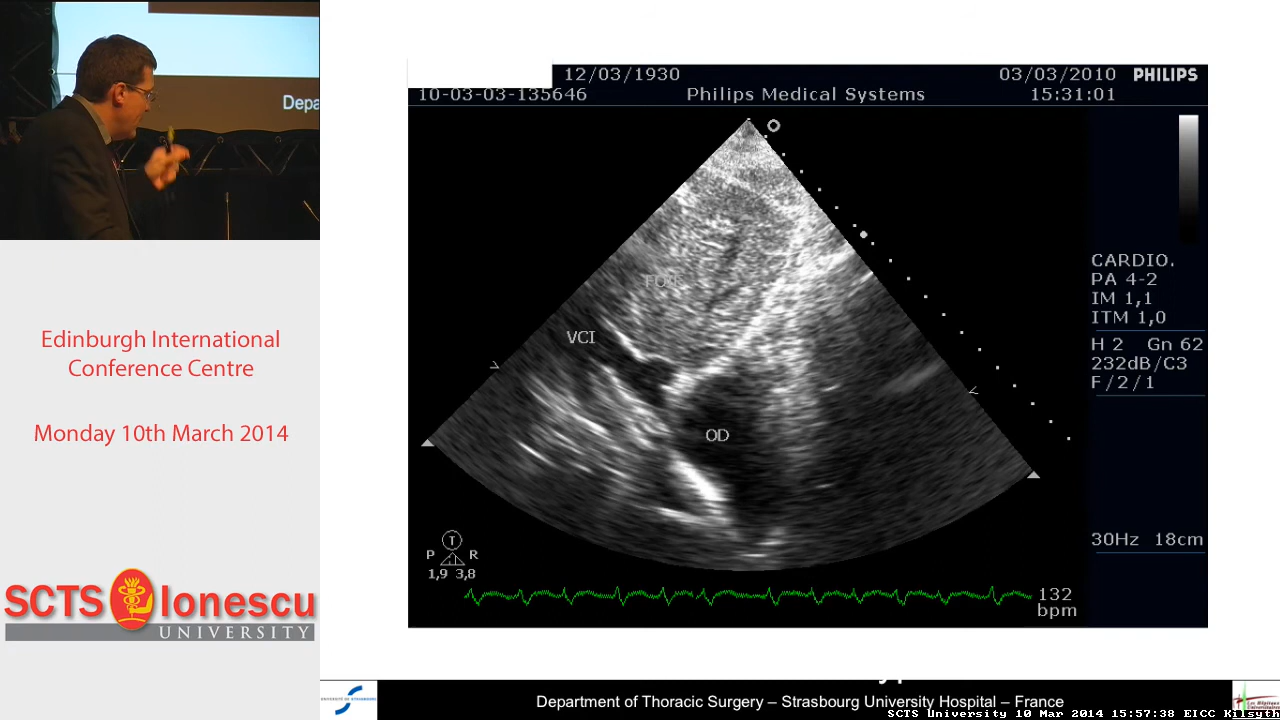 Depa
Edinburgh International
Conference Centre
Monday 10th March 2014
SCTS Ionescu
UNIVERSITY
12/03/1930
03/03/2010 PHILIPS
10-03-03-135646
Philips Medical Systems
15:31:01
CARDIO.
PA 4-2
IM 1,1
ITM 1,0
H 2 Gn 62
232dB/C3
F/2/1
VCI
OD
T
P R
1,9 3,8
30Hz 18cm
132
bpm
Department of Thoracic Surgery – Strasbourg University Hospital – France
SCTS University 10 Mar 2014 15:57:38 EICC Kilsyth